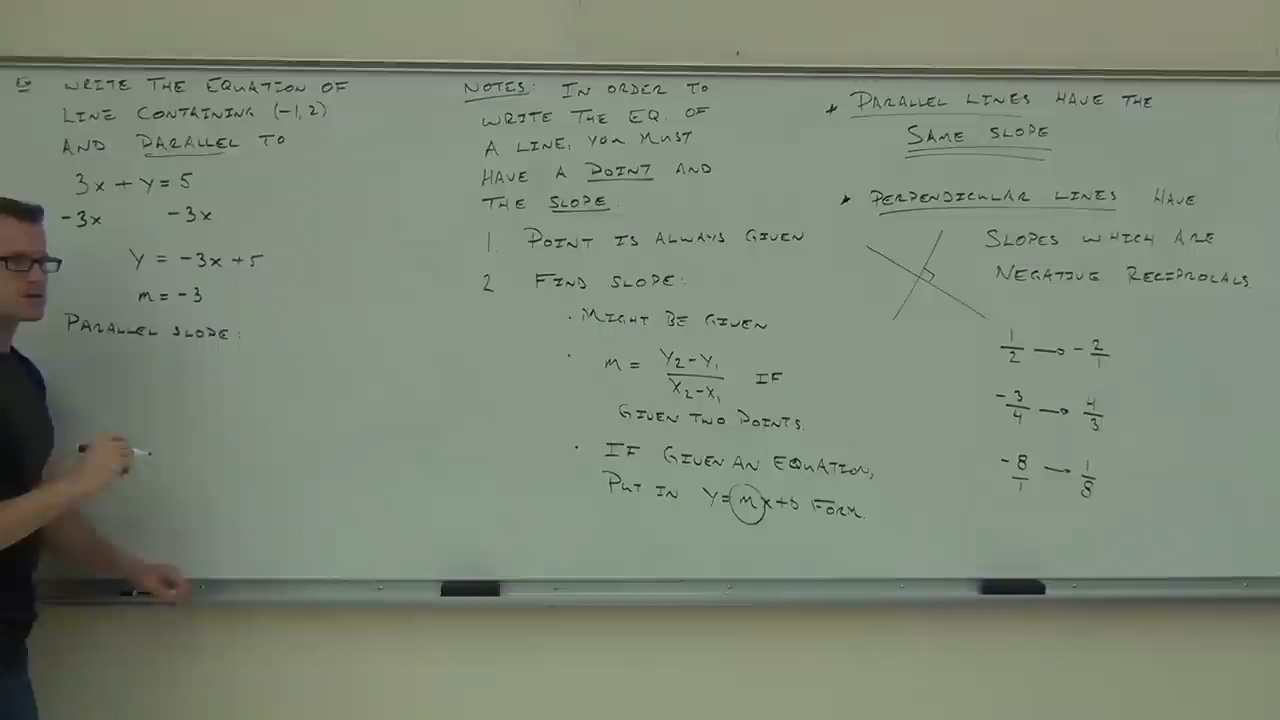 Ex WRITE THE EQUATION OF
LINE CONTAINING (-1,2)
AND PARALLEL TO
3x + y = 5
-3x -3x
y = -3x + 5
m = -3
PARALLEL SLOPE:
NOTES: IN ORDER TO
WRITE THE EQ. OF
A LINE, YOU MUST
HAVE A POINT AND
THE SLOPE.
1. POINT IS ALWAYS GIVEN
2 FIND SLOPE:
• MIGHT BE GIVEN
• m = (Y2-Y1)/(X2-X1) IF
GIVEN TWO POINTS.
• IF GIVEN AN EQUATION,
PUT IN Y=mx+b FORM.
* PARALLEL LINES HAVE THE
SAME SLOPE
* PERPENDICULAR LINES HAVE
SLOPES WHICH ARE
NEGATIVE RECIPROCALS.
1/2 → -2/1
-3/4 → 4/3
-8/1 → 1/8